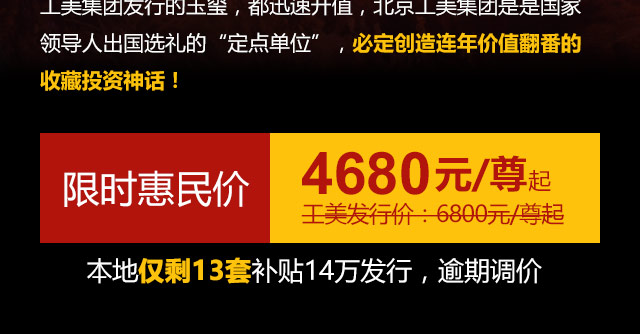 工美集团发行的玉玺，都迅速升值，北京工美集团是是国家
领导人出国选礼的“定点单位”，必定创造连年价值翻番的
收藏投资神话！
限时惠民价
4680元/尊起
工美发行价：6800元/尊起
本地仅剩13套补贴14万发行，逾期调价